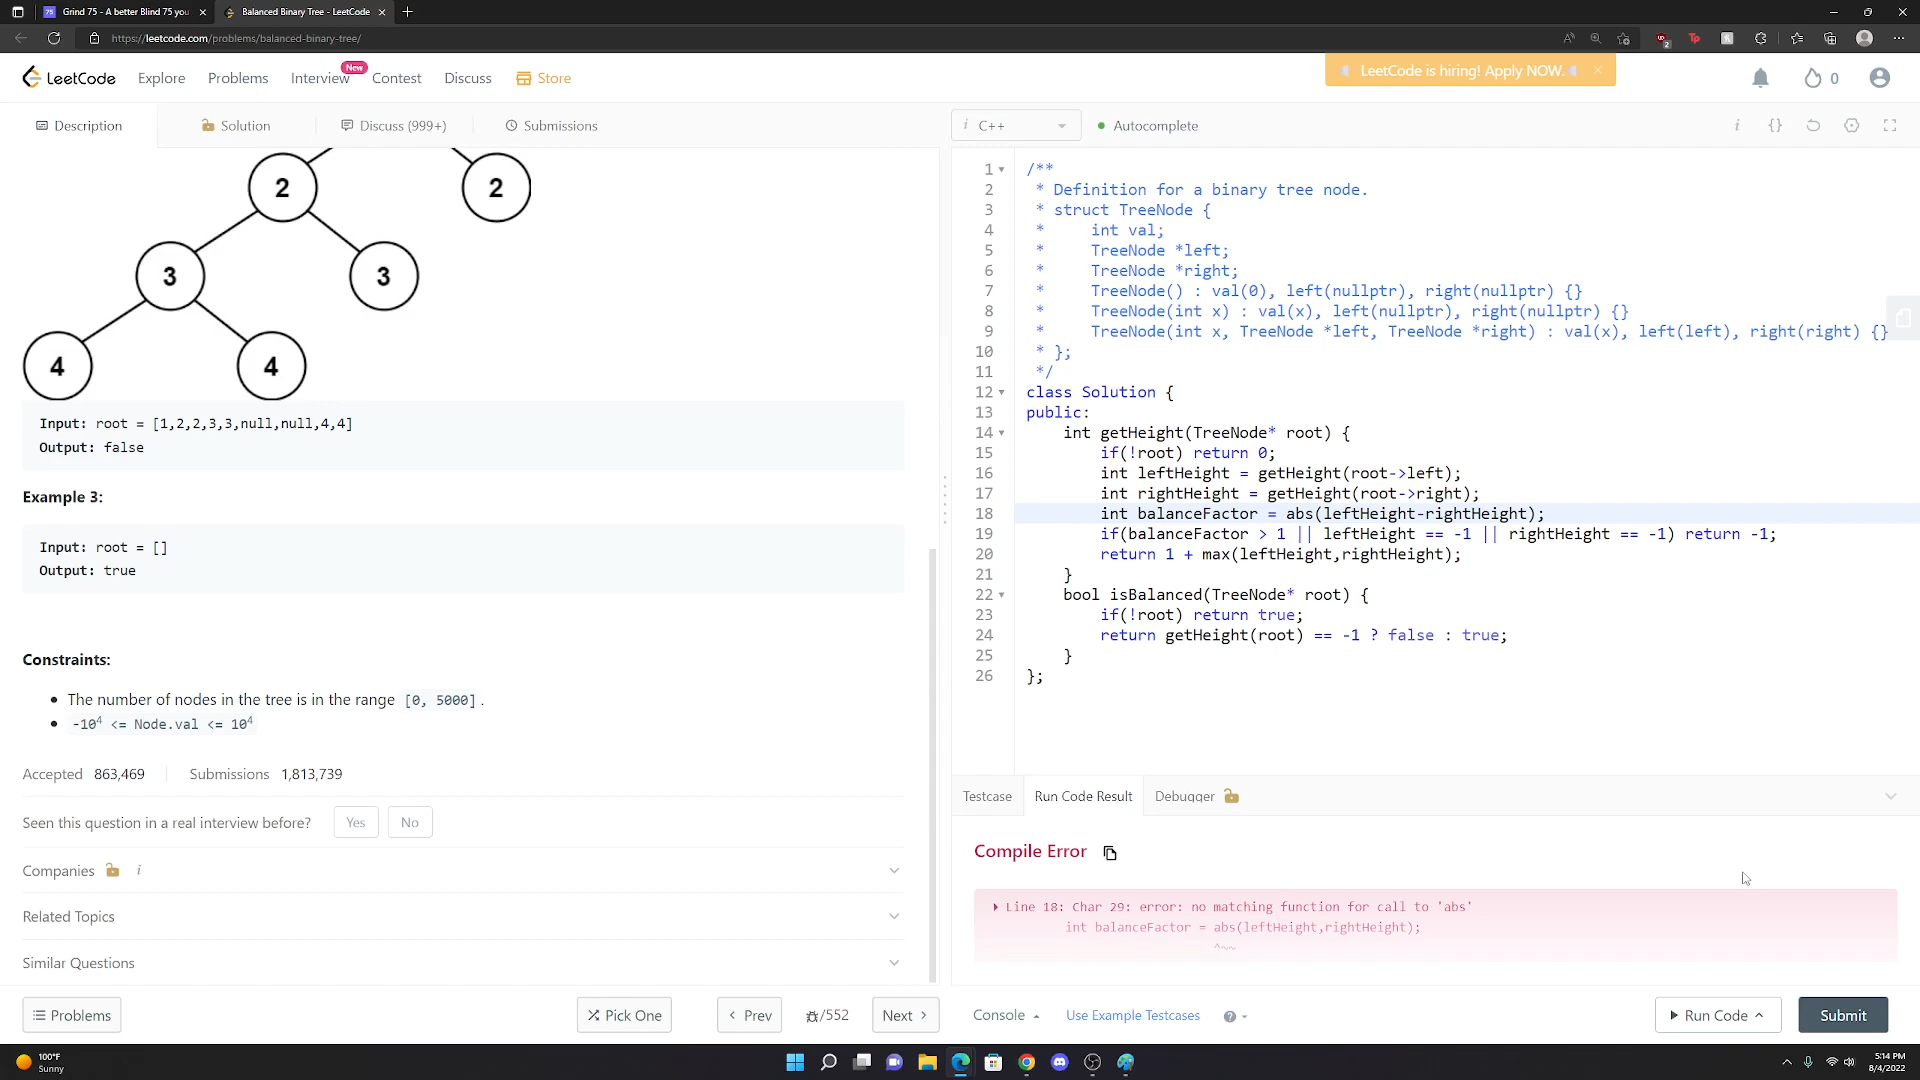 75 Grind 75 - A better Blind 75 you
Balanced Binary Tree - LeetCode
https://leetcode.com/problems/balanced-binary-tree/
LeetCode
Explore
Problems
Interview
New
Contest
Discuss
Store
LeetCode is hiring! Apply NOW.
0
Description
Solution
Discuss (999+)
Submissions
i C++
Autocomplete
2
2
3
3
4
4
Input: root = [1,2,2,3,3,null,null,4,4]
Output: false
Example 3:
Input: root = []
Output: true
Constraints:
The number of nodes in the tree is in the range [0, 5000].
-10⁴ <= Node.val <= 10⁴
Accepted 863,469 Submissions 1,813,739
Seen this question in a real interview before? Yes No
Companies i
Related Topics
Similar Questions
Problems
Pick One
< Prev
/552
Next >
1 /**
2 * Definition for a binary tree node.
3 * struct TreeNode {
4 *     int val;
5 *     TreeNode *left;
6 *     TreeNode *right;
7 *     TreeNode() : val(0), left(nullptr), right(nullptr) {}
8 *     TreeNode(int x) : val(x), left(nullptr), right(nullptr) {}
9 *     TreeNode(int x, TreeNode *left, TreeNode *right) : val(x), left(left), right(right) {}
10 * };
11 */
12 class Solution {
13 public:
14     int getHeight(TreeNode* root) {
15         if(!root) return 0;
16         int leftHeight = getHeight(root->left);
17         int rightHeight = getHeight(root->right);
18         int balanceFactor = abs(leftHeight-rightHeight);
19         if(balanceFactor > 1 || leftHeight == -1 || rightHeight == -1) return -1;
20         return 1 + max(leftHeight,rightHeight);
21     }
22     bool isBalanced(TreeNode* root) {
23         if(!root) return true;
24         return getHeight(root) == -1 ? false : true;
25     }
26 };
Testcase
Run Code Result
Debugger
Compile Error
Line 18: Char 29: error: no matching function for call to 'abs'
int balanceFactor = abs(leftHeight,rightHeight);
^~~
Console
Use Example Testcases
Run Code
Submit
100°F
Sunny
5:14 PM
8/4/2022